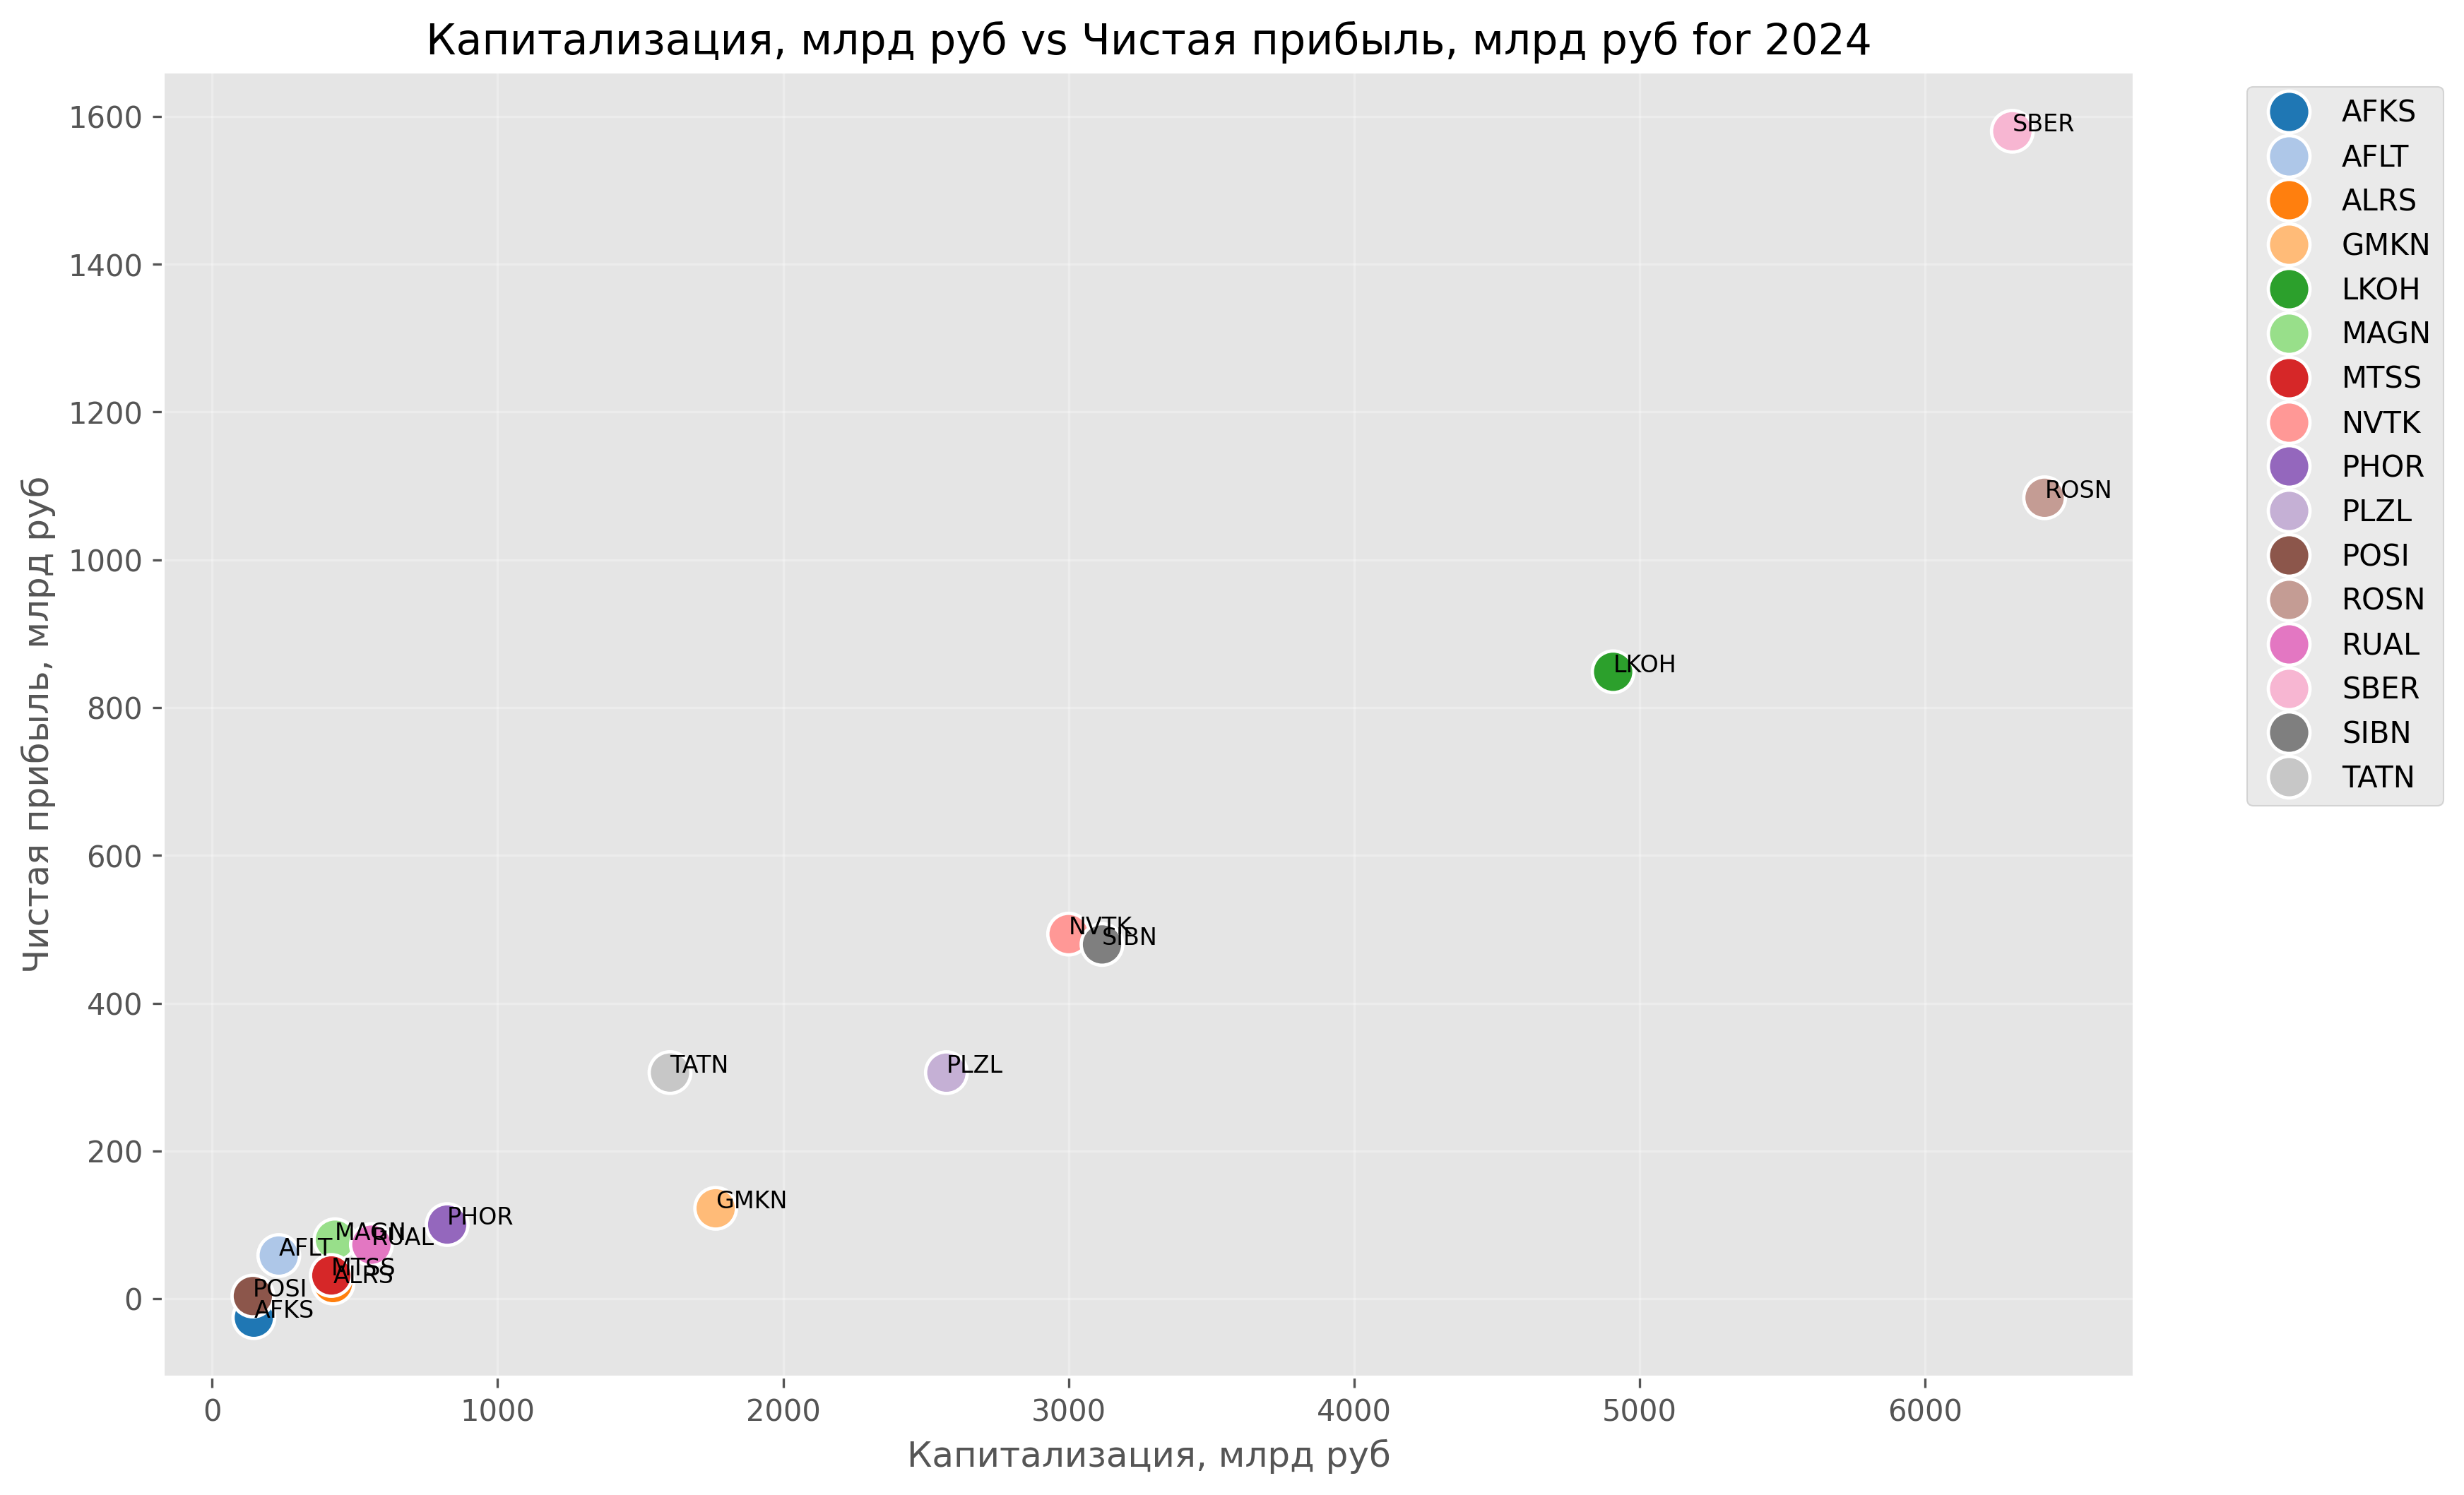 Капитализация, млрд руб vs Чистая прибыль, млрд руб for 2024
Чистая прибыль, млрд руб
1600
1400
1200
1000
800
600
400
200
0
SBER
ROSN
LKOH
NVTK
SIBN
TATN
PLZL
GMKN
PHOR
MAGN
RUAL
AFLT
MTSS
ALRS
POSI
AFKS
0 1000 2000 3000 4000 5000 6000
Капитализация, млрд руб
AFKS
AFLT
ALRS
GMKN
LKOH
MAGN
MTSS
NVTK
PHOR
PLZL
POSI
ROSN
RUAL
SBER
SIBN
TATN